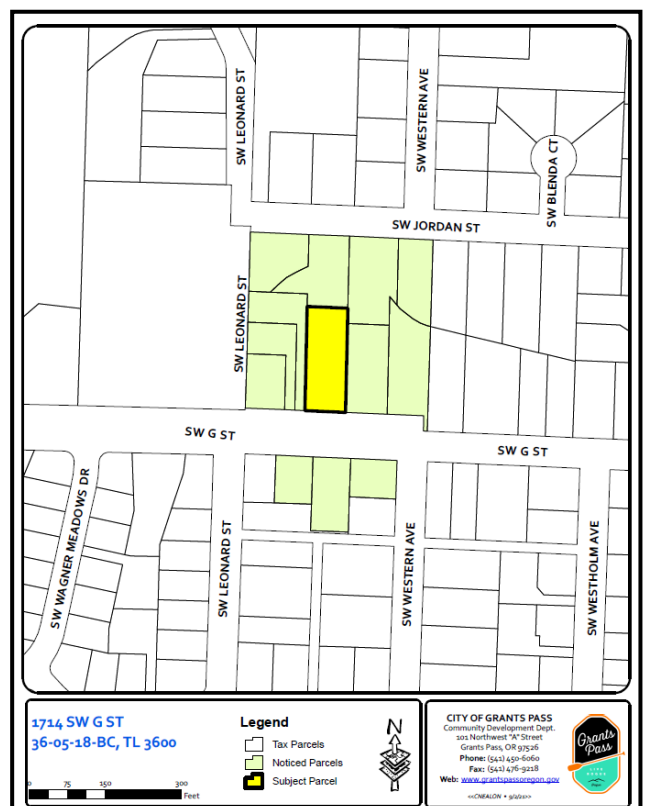 SW LEONARD ST
SW WESTERN AVE
SW BLENDA CT
SW JORDAN ST
SW LEONARD ST
SW G ST
SW G ST
SW WAGNER MEADOWS DR
SW LEONARD ST
SW WESTERN AVE
SW WESTHOLM AVE
1714 SW G ST
36-05-18-BC, TL 3600
0 75 150 300
Feet
Legend
Tax Parcels
Noticed Parcels
Subject Parcel
N
CITY OF GRANTS PASS
Community Development Dept.
101 Northwest "A" Street
Grants Pass, OR 97526
Phone: (541) 450-6060
Fax: (541) 476-9218
Web: www.grantspassoregon.gov
Grants
Pass